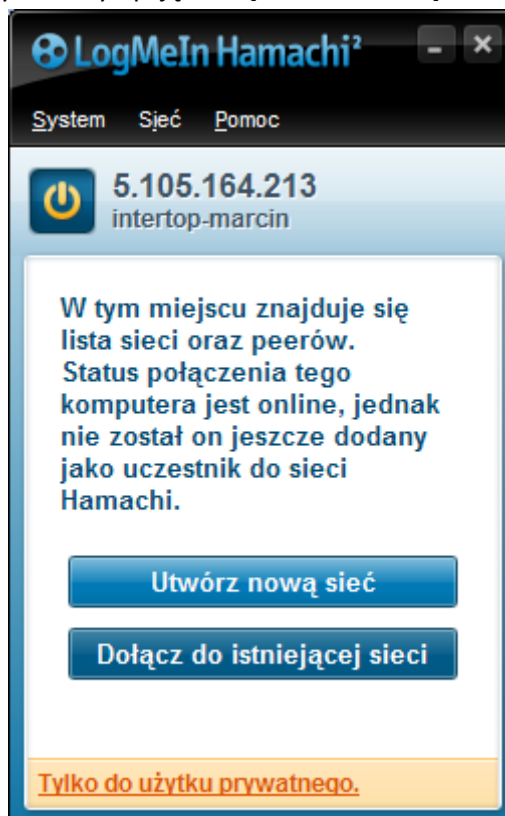 LogMeIn Hamachi²
System Sieć Pomoc
5.105.164.213
intertop-marcin
W tym miejscu znajduje się
lista sieci oraz peerów.
Status połączenia tego
komputera jest online, jednak
nie został on jeszcze dodany
jako uczestnik do sieci
Hamachi.
Utwórz nową sieć
Dołącz do istniejącej sieci
Tylko do użytku prywatnego.